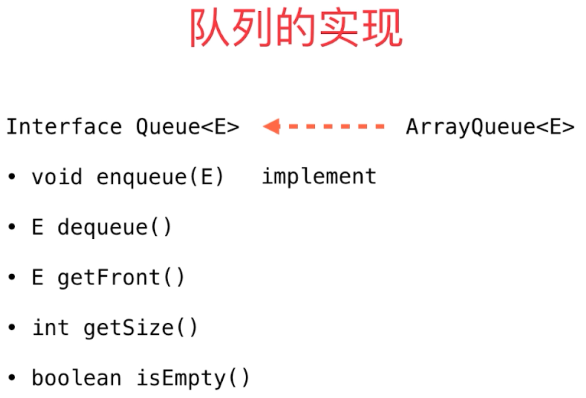 队列的实现
Interface Queue<E> ArrayQueue<E>
• void enqueue(E) implement
• E dequeue()
• E getFront()
• int getSize()
• boolean isEmpty()